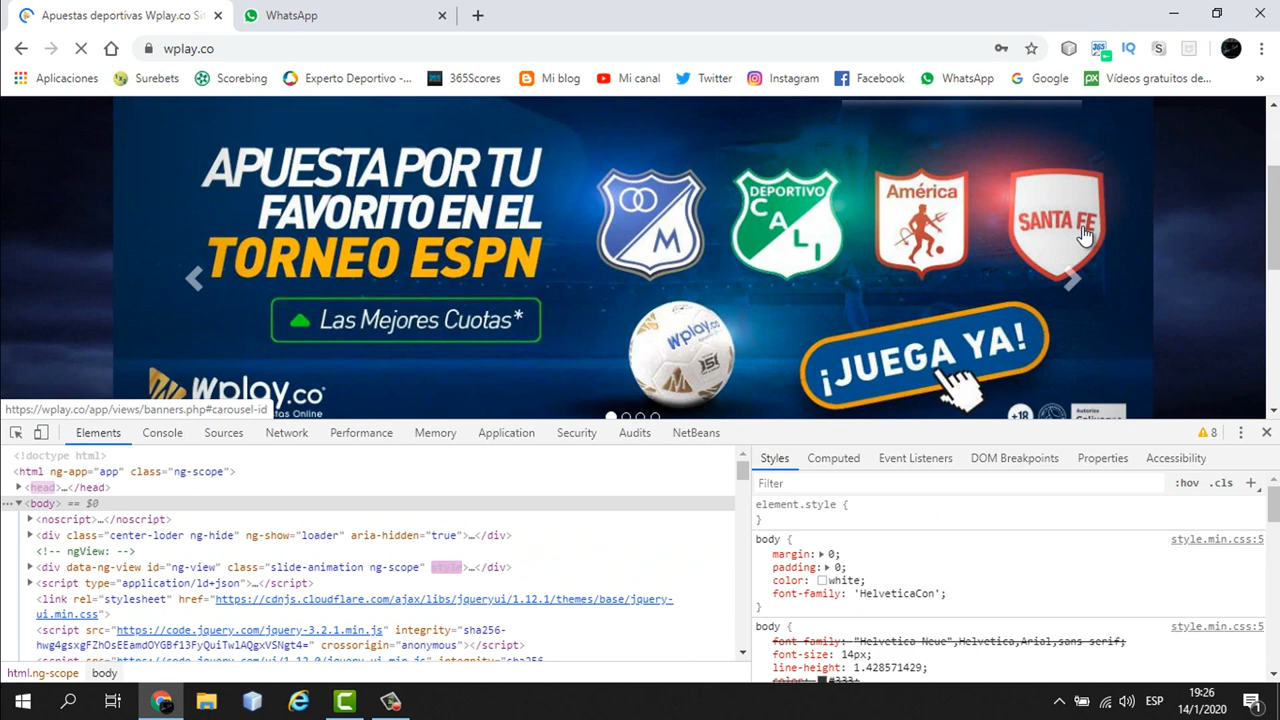 Apuestas deportivas Wplay.co Sit
WhatsApp
wplay.co
Aplicaciones
Surebets
Scorebing
Experto Deportivo -...
365Scores
Mi blog
Mi canal
Twitter
Instagram
Facebook
WhatsApp
Google
Vídeos gratuitos de...
»
APUESTA POR TU
FAVORITO EN EL
TORNEO ESPN
Las Mejores Cuotas*
M
DEPORTIVO
CALI
América
SANTA FE
Wplay.co
¡JUEGA YA!
Wplay.co
+18
Autoriza
https://wplay.co/app/views/banners.php#carousel-id
Elements
Console
Sources
Network
Performance
Memory
Application
Security
Audits
NetBeans
8
<!doctype html>
<html ng-app="app" class="ng-scope">
<head>…</head>
<body> == $0
<noscript>…</noscript>
<div class="center-loder ng-hide" ng-show="loader" aria-hidden="true">…</div>
<!-- ngView: -->
<div data-ng-view id="ng-view" class="slide-animation ng-scope" style>…</div>
<script type="application/ld+json">…</script>
<link rel="stylesheet" href="https://cdnjs.cloudflare.com/ajax/libs/jqueryui/1.12.1/themes/base/jquery-
ui.min.css">
<script src="https://code.jquery.com/jquery-3.2.1.min.js" integrity="sha256-
hwg4gsxgFZhOsEEamdOYGBf13FyQuiTwlAQgxVSNgt4=" crossorigin="anonymous"></script>
html.ng-scope
body
Styles
Computed
Event Listeners
DOM Breakpoints
Properties
Accessibility
Filter
:hov
.cls
+
element.style {
}
body {
style.min.css:5
margin: 0;
padding: 0;
color: white;
font-family: 'HelveticaCon';
}
body {
style.min.css:5
font-family: "Helvetica Neue",Helvetica,Arial,sans-serif;
font-size: 14px;
line-height: 1.428571429;
color: #333;
ESP
19:26
14/1/2020
1